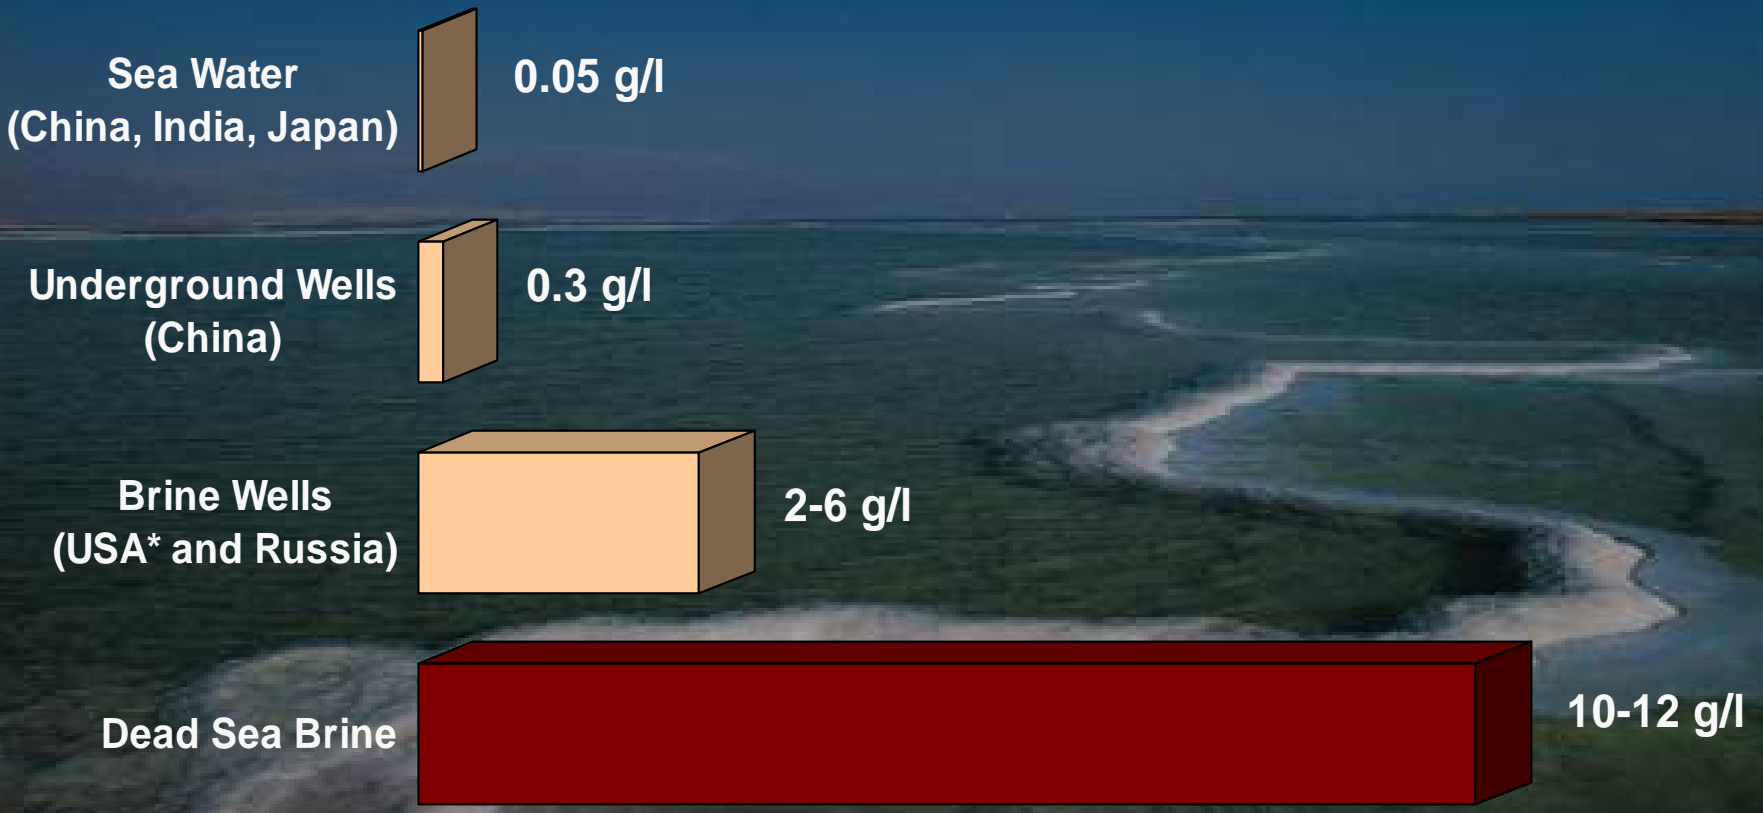 Sea Water
(China, India, Japan)
0.05 g/l
Underground Wells
(China)
0.3 g/l
Brine Wells
(USA* and Russia)
2-6 g/l
Dead Sea Brine
10-12 g/l